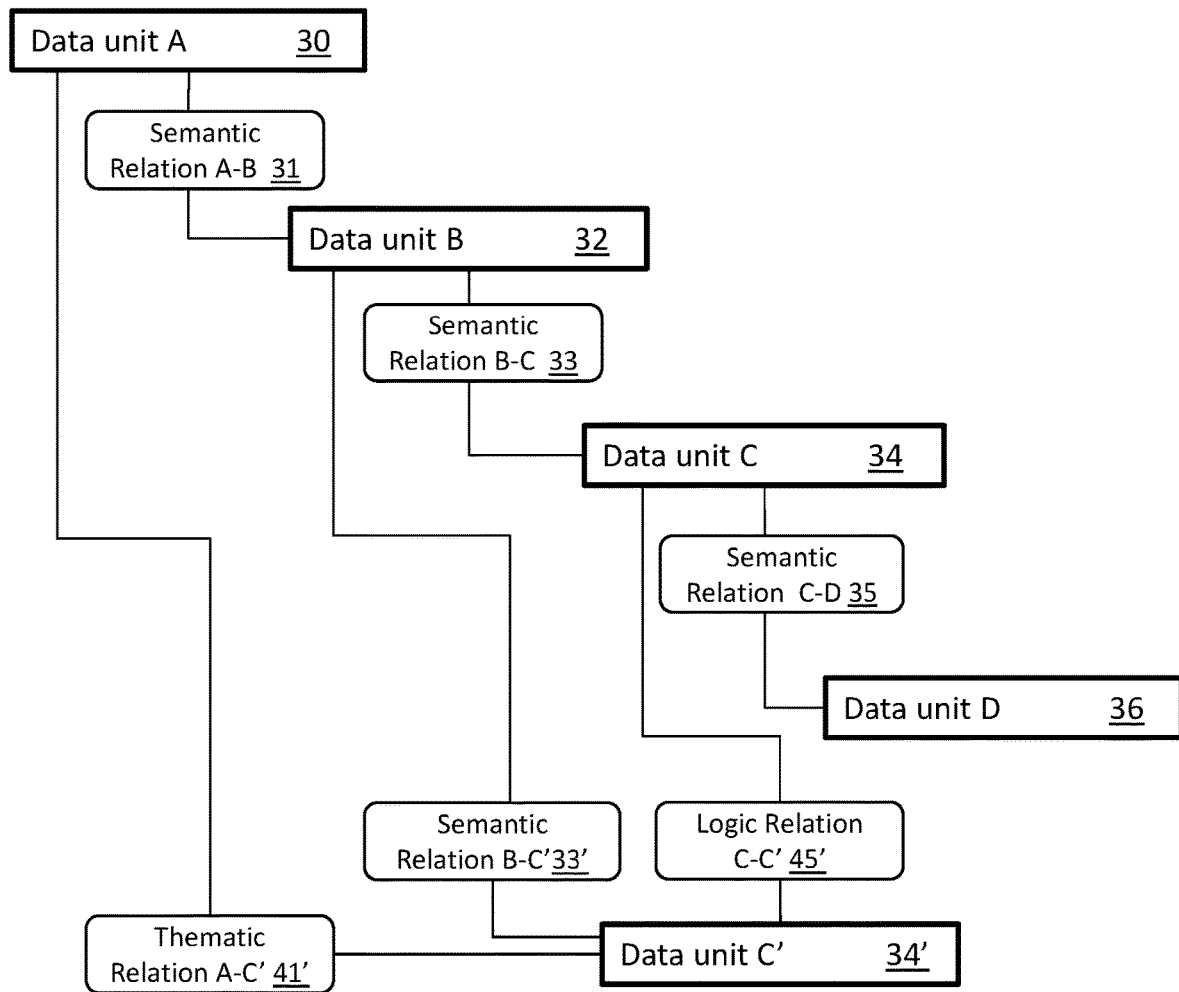 Data unit A 30
Semantic
Relation A-B 31
Data unit B 32
Semantic
Relation B-C 33
Data unit C 34
Semantic
Relation C-D 35
Data unit D 36
Semantic
Relation B-C'33'
Logic Relation
C-C' 45'
Thematic
Relation A-C' 41'
Data unit C' 34'